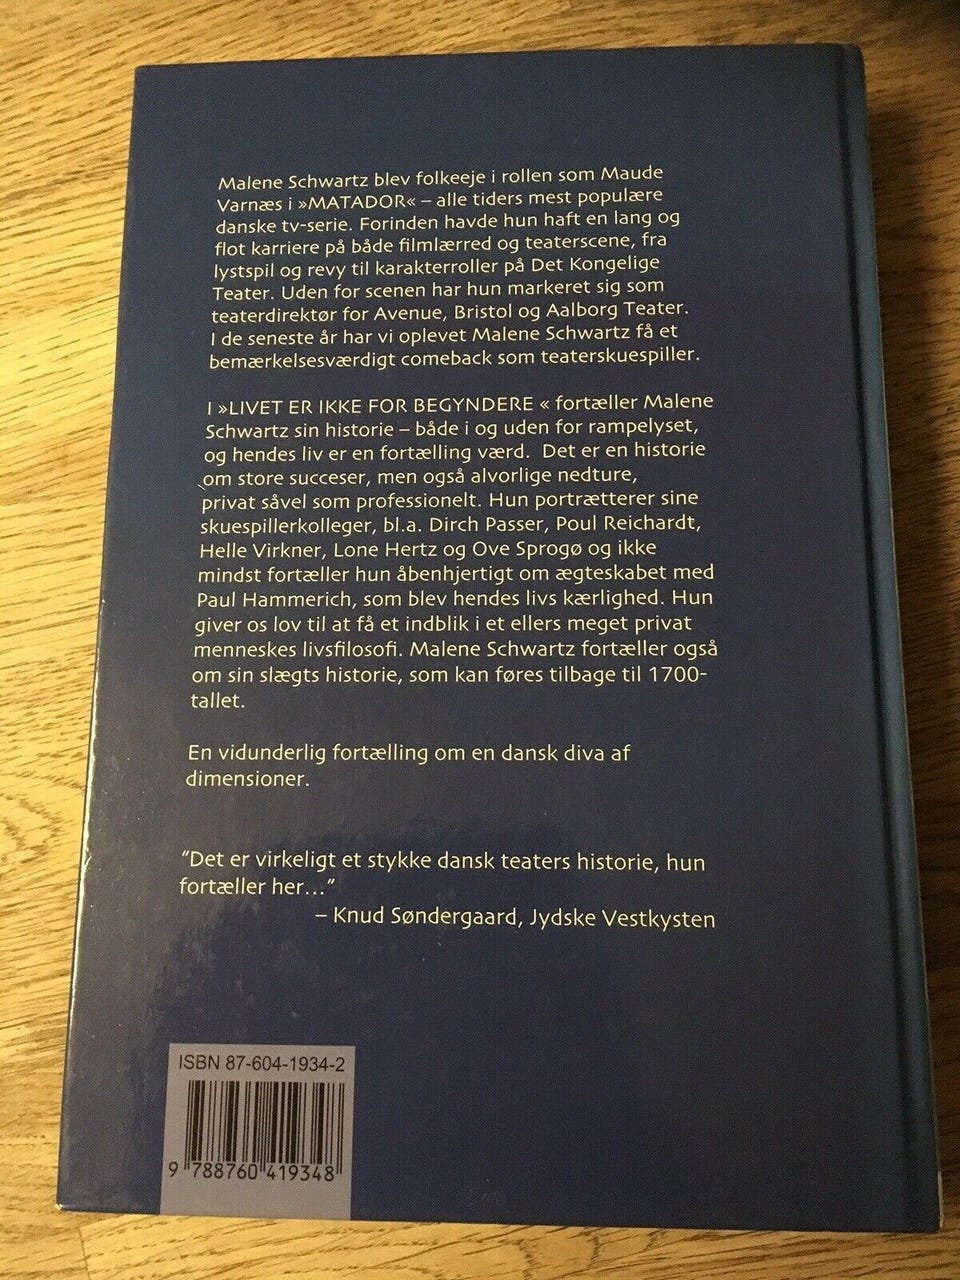 Malene Schwartz blev folkeeje i rollen som Maude
Varnæs i »MATADOR« – alle tiders mest populære
danske tv-serie. Forinden havde hun haft en lang og
flot karriere på både filmlærred og teaterscene, fra
lystspil og revy til karakterroller på Det Kongelige
Teater. Uden for scenen har hun markeret sig som
teaterdirektør for Avenue, Bristol og Aalborg Teater.
I de seneste år har vi oplevet Malene Schwartz få et
bemærkelsesværdigt comeback som teaterskuespiller.
I »LIVET ER IKKE FOR BEGYNDERE « fortæller Malene
Schwartz sin historie – både i og uden for rampelyset,
og hendes liv er en fortælling værd. Det er en historie
om store succeser, men også alvorlige nedture,
privat såvel som professionelt. Hun portrætterer sine
skuespillerkolleger, bl.a. Dirch Passer, Poul Reichardt,
Helle Virkner, Lone Hertz og Ove Sprogø og ikke
mindst fortæller hun åbenhjertigt om ægteskabet med
Paul Hammerich, som blev hendes livs kærlighed. Hun
giver os lov til at få et indblik i et ellers meget privat
menneskes livsfilosofi. Malene Schwartz fortæller også
om sin slægts historie, som kan føres tilbage til 1700-
tallet.
En vidunderlig fortælling om en dansk diva af
dimensioner.
"Det er virkeligt et stykke dansk teaters historie, hun
fortæller her..."
– Knud Søndergaard, Jydske Vestkysten
ISBN 87-604-1934-2
9 788760 419348